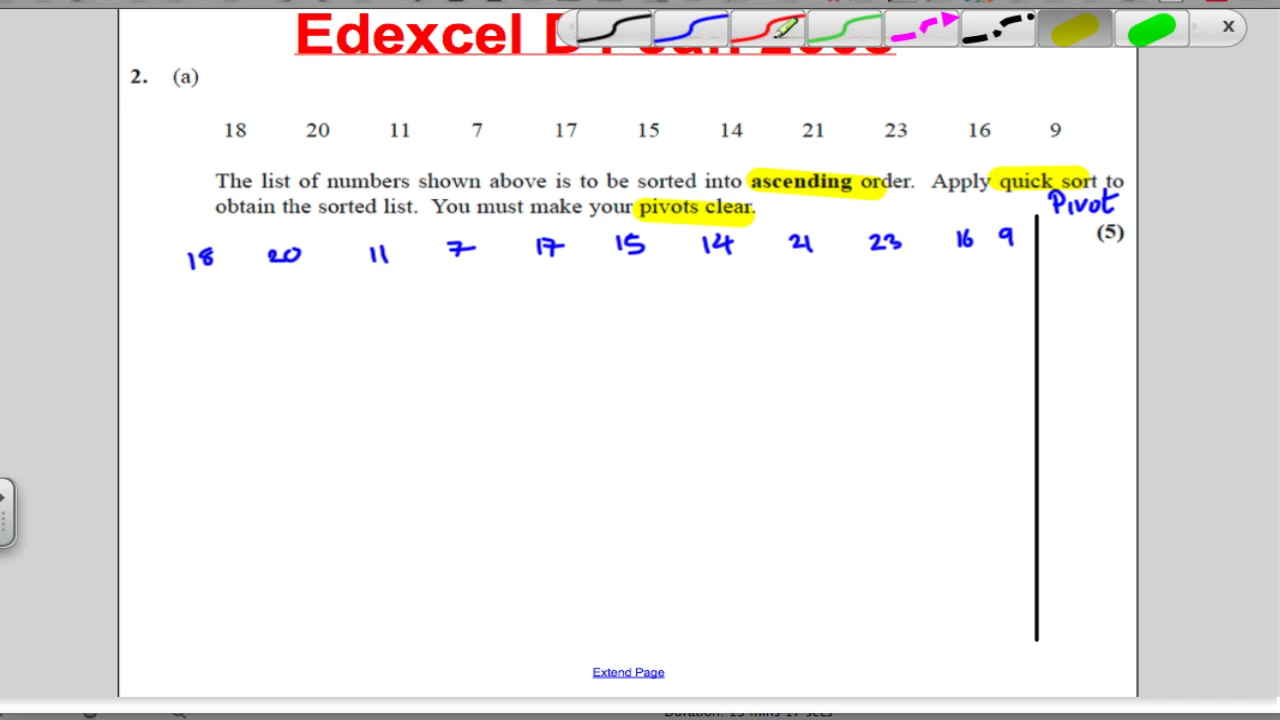 Edexcel D
2. (a)
18 20 11 7 17 15 14 21 23 16 9
The list of numbers shown above is to be sorted into ascending order. Apply quick sort to
obtain the sorted list. You must make your pivots clear.
Pivot
(5)
18 20 11 7 17 15 14 21 23 16 9
Extend Page